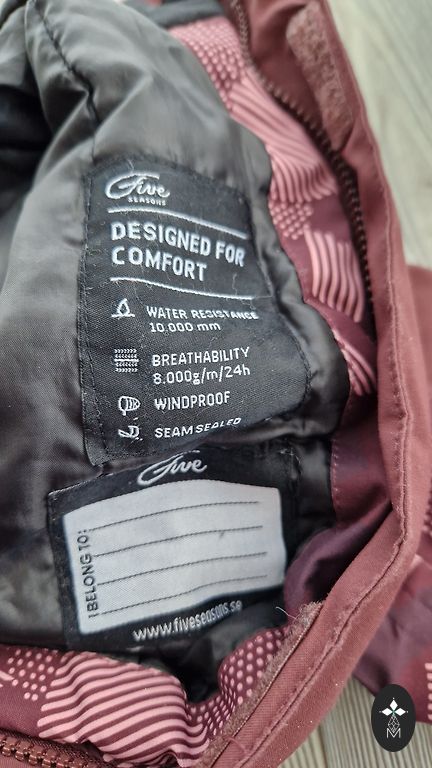 Five
SEASONS
DESIGNED FOR
COMFORT
WATER RESISTANCE
10.000 mm
BREATHABILITY
8.000g/m/24h
WINDPROOF
SEAM SEALED
Five
I BELONG TO:
www.fiveseasons.se
M